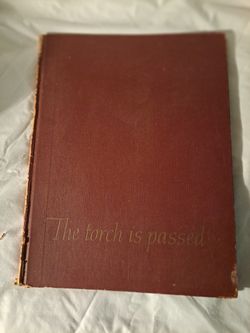 The torch is passed